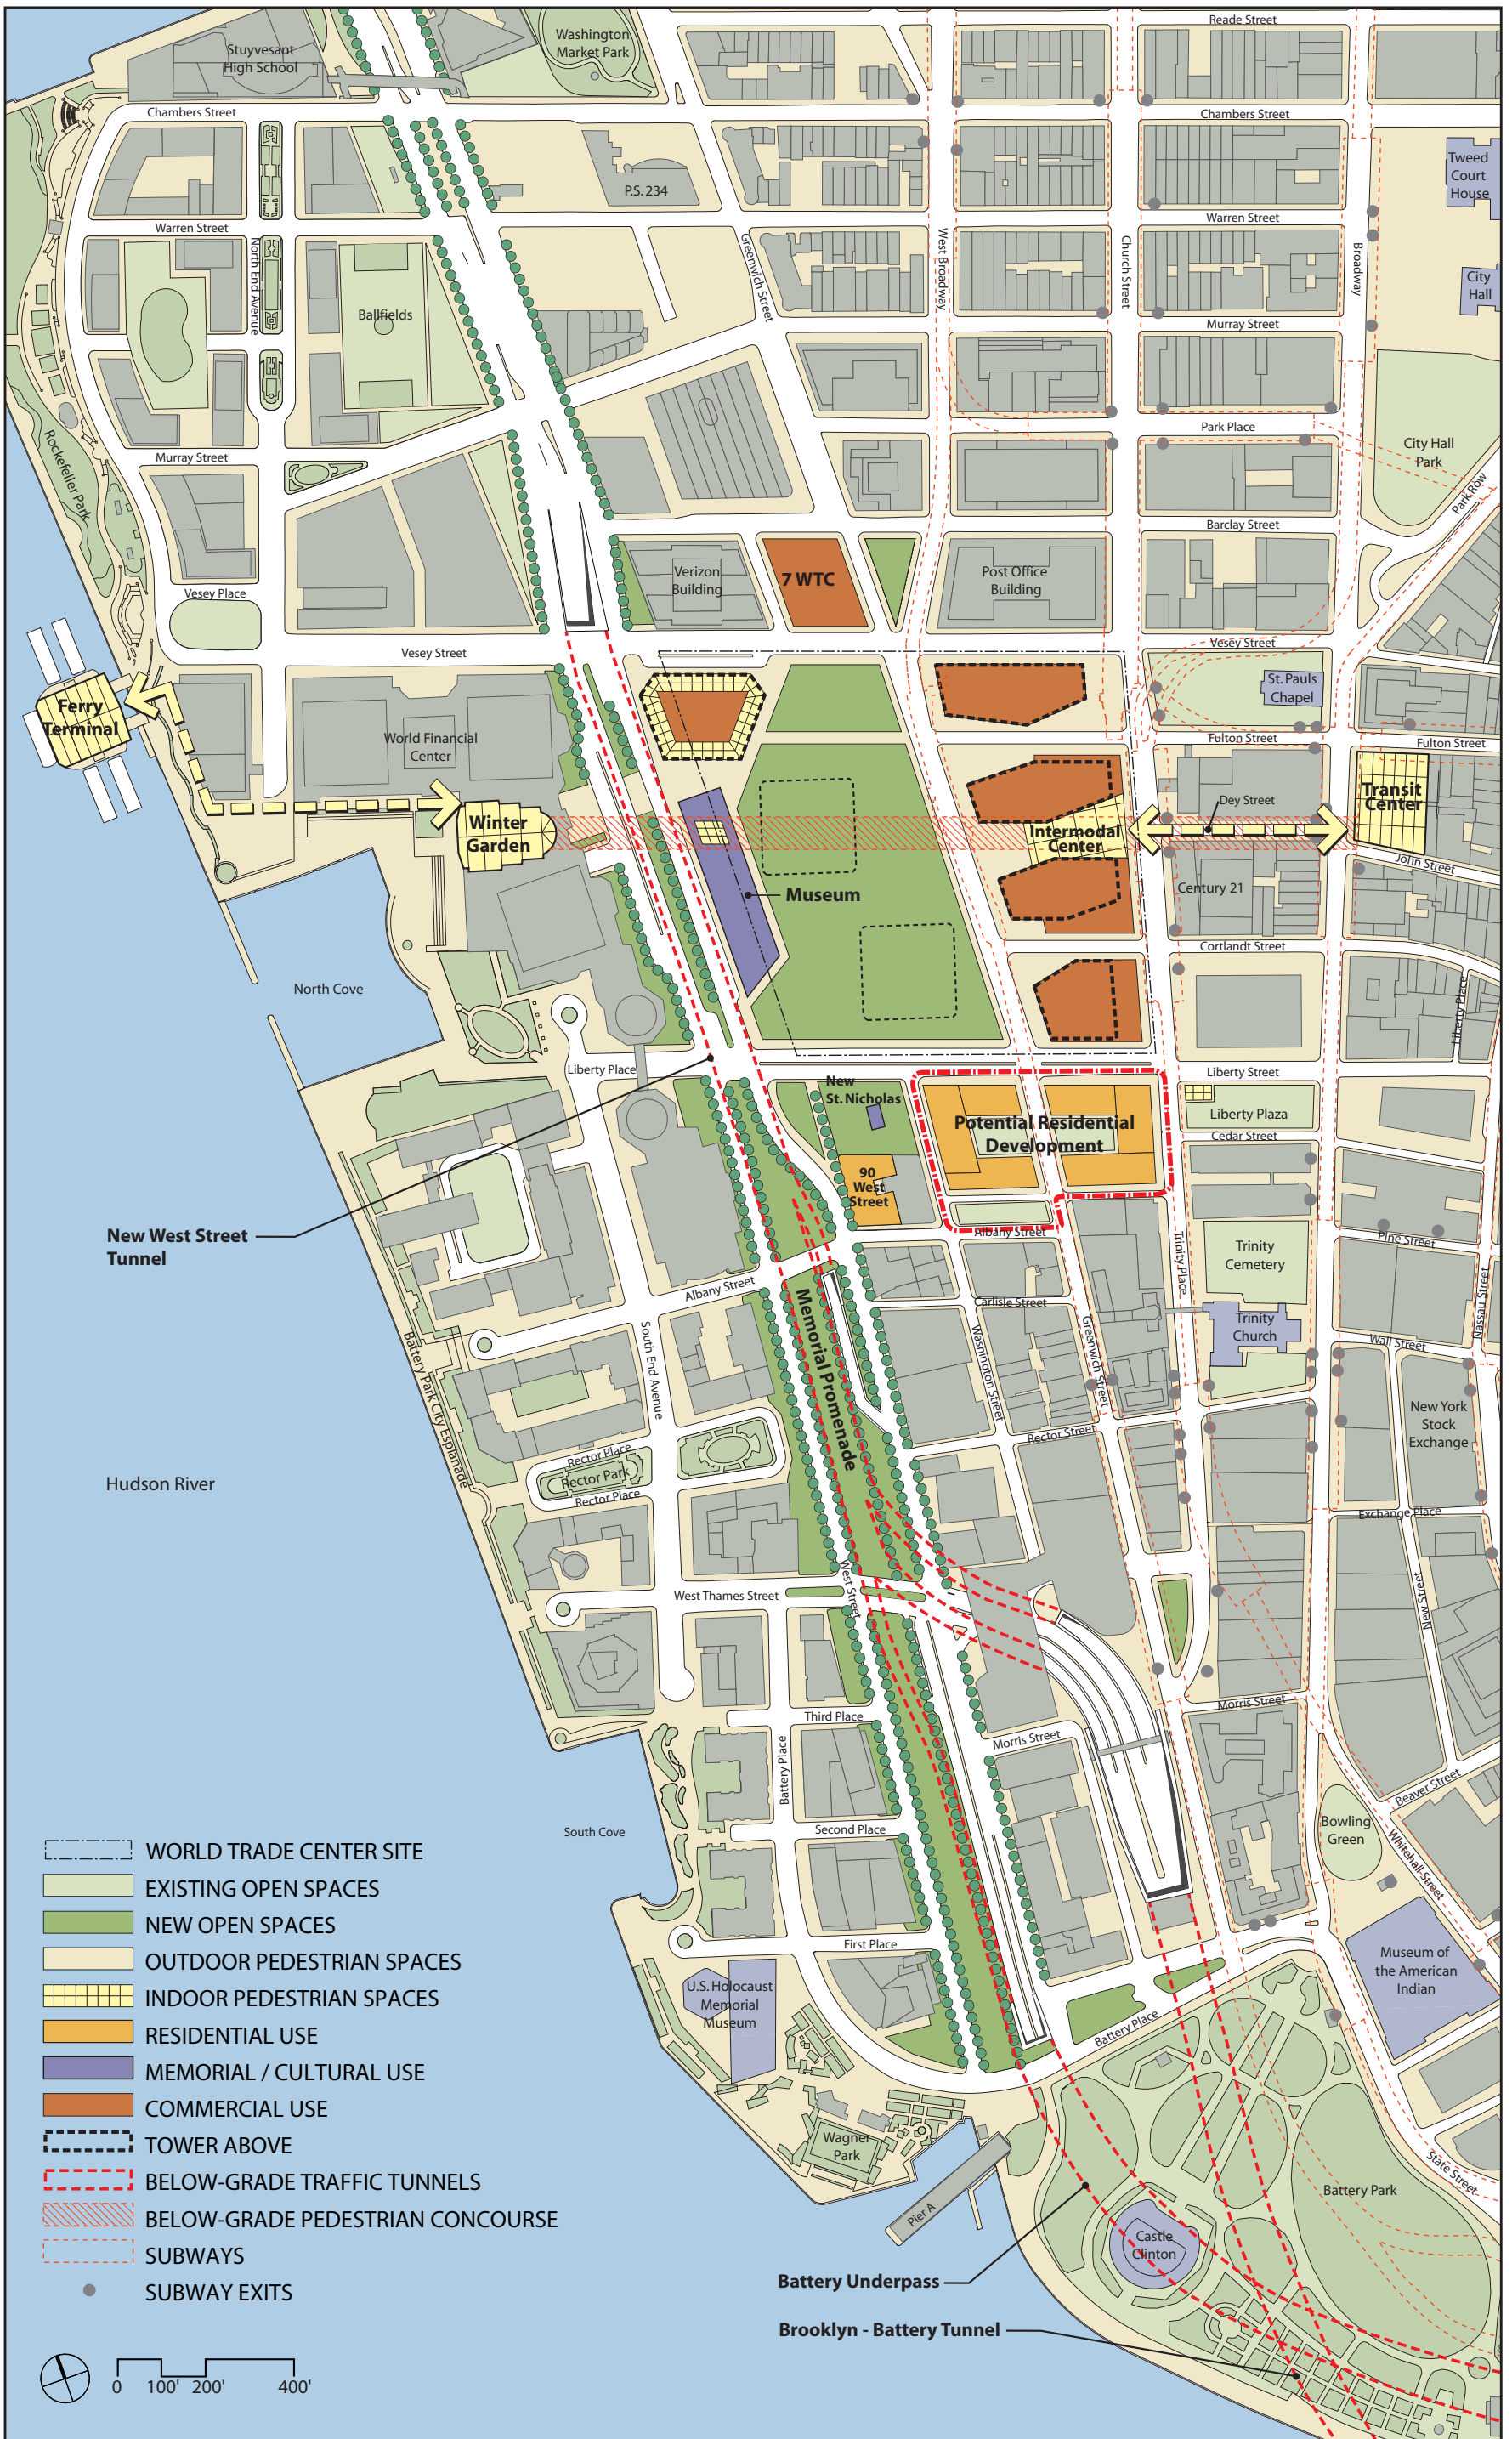 Reade Street
Washington
Market Park
Stuyvesant
High School
Chambers Street
Chambers Street
Tweed
Court
House
P.S. 234
Warren Street
Warren Street
North End Avenue
Greenwich Street
West Broadway
Church Street
Broadway
City
Hall
Ballfields
Murray Street
Park Place
City Hall
Park
Rockefeller Park
Murray Street
Park Row
Barclay Street
Verizon
Building
7 WTC
Post Office
Building
Vesey Place
Vesey Street
Vesey Street
St. Pauls
Chapel
Ferry
Terminal
World Financial
Center
Fulton Street
Fulton Street
Transit
Center
Dey Street
Winter
Garden
Intermodal
Center
John Street
Museum
Century 21
Cortlandt Street
North Cove
Liberty Place
Liberty Place
Liberty Street
New
St. Nicholas
Liberty Plaza
Potential Residential
Development
Cedar Street
90
West
Street
New West Street
Tunnel
Albany Street
Pine Street
Trinity Place
Trinity
Cemetery
Albany Street
Memorial Promenade
Carlisle Street
Nassau Street
Trinity
Church
Wall Street
South End Avenue
Battery Park City Esplanade
Washington Street
Greenwich Street
New York
Stock
Exchange
Rector Street
Rector Place
Rector Park
Rector Place
Hudson River
Exchange Place
West Street
West Thames Street
New Street
Morris Street
Third Place
Morris Street
Battery Place
Beaver Street
South Cove
Second Place
Bowling
Green
Whitehall Street
First Place
Museum of
the American
Indian
U.S. Holocaust
Memorial
Museum
Battery Place
Wagner
Park
State Street
Battery Park
Pier A
Castle
Clinton
Battery Underpass
Brooklyn - Battery Tunnel
WORLD TRADE CENTER SITE
EXISTING OPEN SPACES
NEW OPEN SPACES
OUTDOOR PEDESTRIAN SPACES
INDOOR PEDESTRIAN SPACES
RESIDENTIAL USE
MEMORIAL / CULTURAL USE
COMMERCIAL USE
TOWER ABOVE
BELOW-GRADE TRAFFIC TUNNELS
BELOW-GRADE PEDESTRIAN CONCOURSE
SUBWAYS
SUBWAY EXITS
0 100' 200' 400'